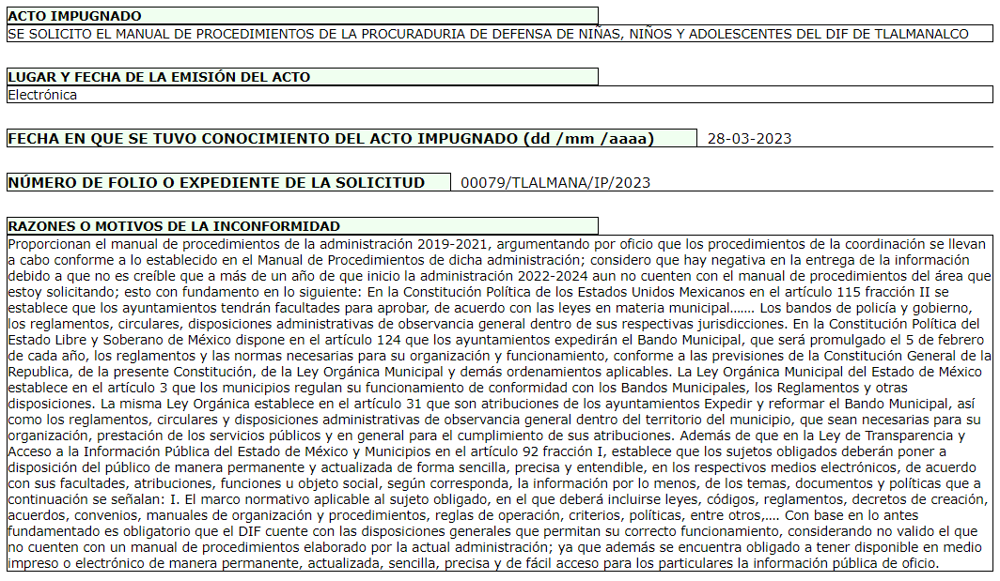 ACTO IMPUGNADO
SE SOLICITO EL MANUAL DE PROCEDIMIENTOS DE LA PROCURADURIA DE DEFENSA DE NIÑAS, NIÑOS Y ADOLESCENTES DEL DIF DE TLALMANALCO
LUGAR Y FECHA DE LA EMISIÓN DEL ACTO
Electrónica
FECHA EN QUE SE TUVO CONOCIMIENTO DEL ACTO IMPUGNADO (dd /mm /aaaa) 28-03-2023
NÚMERO DE FOLIO O EXPEDIENTE DE LA SOLICITUD 00079/TLALMANA/IP/2023
RAZONES O MOTIVOS DE LA INCONFORMIDAD
Proporcionan el manual de procedimientos de la administración 2019-2021, argumentando por oficio que los procedimientos de la coordinación se llevan
a cabo conforme a lo establecido en el Manual de Procedimientos de dicha administración; considero que hay negativa en la entrega de la información
debido a que no es creíble que a más de un año de que inicio la administración 2022-2024 aun no cuenten con el manual de procedimientos del área que
estoy solicitando; esto con fundamento en lo siguiente: En la Constitución Política de los Estados Unidos Mexicanos en el artículo 115 fracción II se
establece que los ayuntamientos tendrán facultades para aprobar, de acuerdo con las leyes en materia municipal……. Los bandos de policía y gobierno,
los reglamentos, circulares, disposiciones administrativas de observancia general dentro de sus respectivas jurisdicciones. En la Constitución Política del
Estado Libre y Soberano de México dispone en el artículo 124 que los ayuntamientos expedirán el Bando Municipal, que será promulgado el 5 de febrero
de cada año, los reglamentos y las normas necesarias para su organización y funcionamiento, conforme a las previsiones de la Constitución General de la
Republica, de la presente Constitución, de la Ley Orgánica Municipal y demás ordenamientos aplicables. La Ley Orgánica Municipal del Estado de México
establece en el artículo 3 que los municipios regulan su funcionamiento de conformidad con los Bandos Municipales, los Reglamentos y otras
disposiciones. La misma Ley Orgánica establece en el artículo 31 que son atribuciones de los ayuntamientos Expedir y reformar el Bando Municipal, así
como los reglamentos, circulares y disposiciones administrativas de observancia general dentro del territorio del municipio, que sean necesarias para su
organización, prestación de los servicios públicos y en general para el cumplimiento de sus atribuciones. Además de que en la Ley de Transparencia y
Acceso a la Información Pública del Estado de México y Municipios en el artículo 92 fracción I, establece que los sujetos obligados deberán poner a
disposición del público de manera permanente y actualizada de forma sencilla, precisa y entendible, en los respectivos medios electrónicos, de acuerdo
con sus facultades, atribuciones, funciones u objeto social, según corresponda, la información por lo menos, de los temas, documentos y políticas que a
continuación se señalan: I. El marco normativo aplicable al sujeto obligado, en el que deberá incluirse leyes, códigos, reglamentos, decretos de creación,
acuerdos, convenios, manuales de organización y procedimientos, reglas de operación, criterios, políticas, entre otros,…. Con base en lo antes
fundamentado es obligatorio que el DIF cuente con las disposiciones generales que permitan su correcto funcionamiento, considerando no valido el que
no cuenten con un manual de procedimientos elaborado por la actual administración; ya que además se encuentra obligado a tener disponible en medio
impreso o electrónico de manera permanente, actualizada, sencilla, precisa y de fácil acceso para los particulares la información pública de oficio.